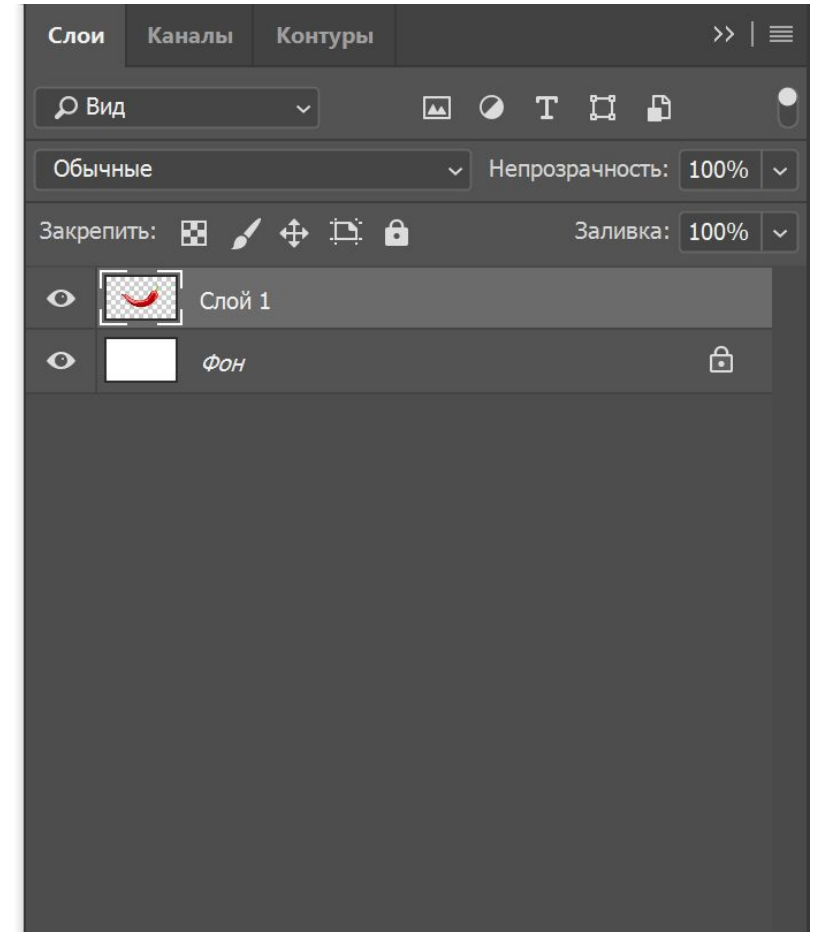 Слои Каналы Контуры
Вид
Обычные Непрозрачность: 100%
Закрепить: Заливка: 100%
Слой 1
Фон